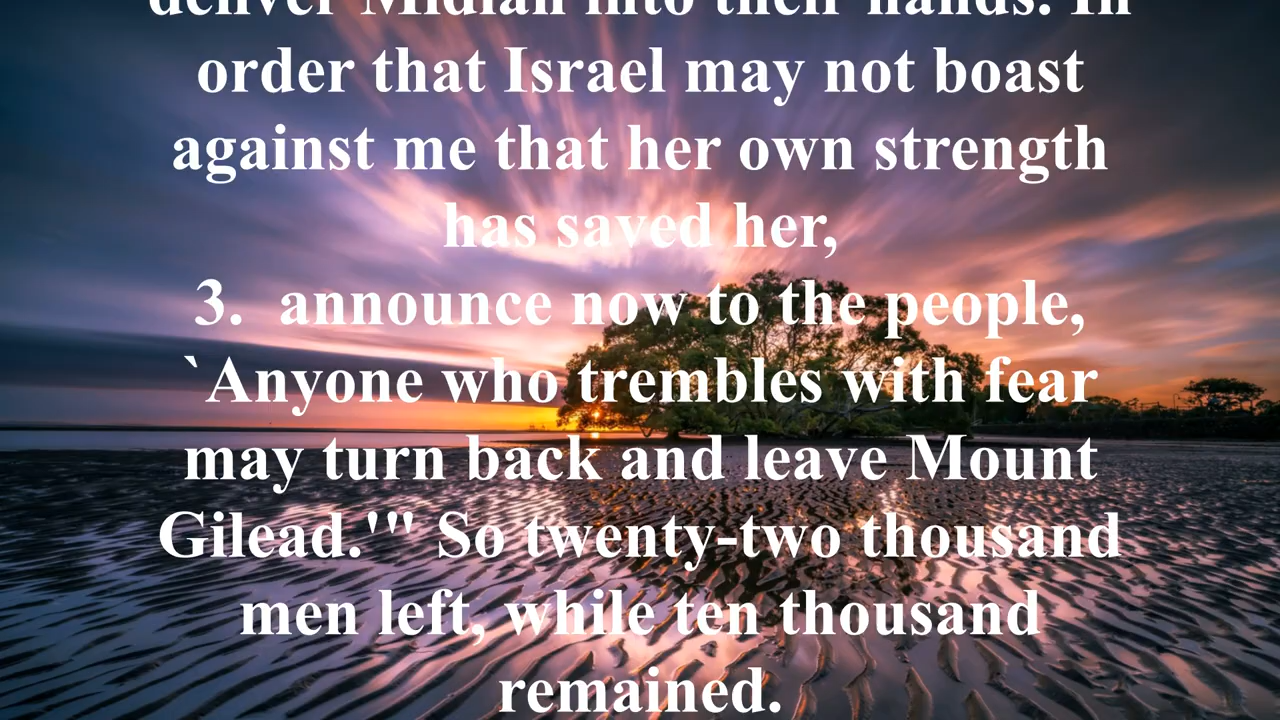 deliver Midian into their hands. In
order that Israel may not boast
against me that her own strength
has saved her,
3.  announce now to the people,
`Anyone who trembles with fear
may turn back and leave Mount
Gilead.'" So twenty-two thousand
men left, while ten thousand
remained.